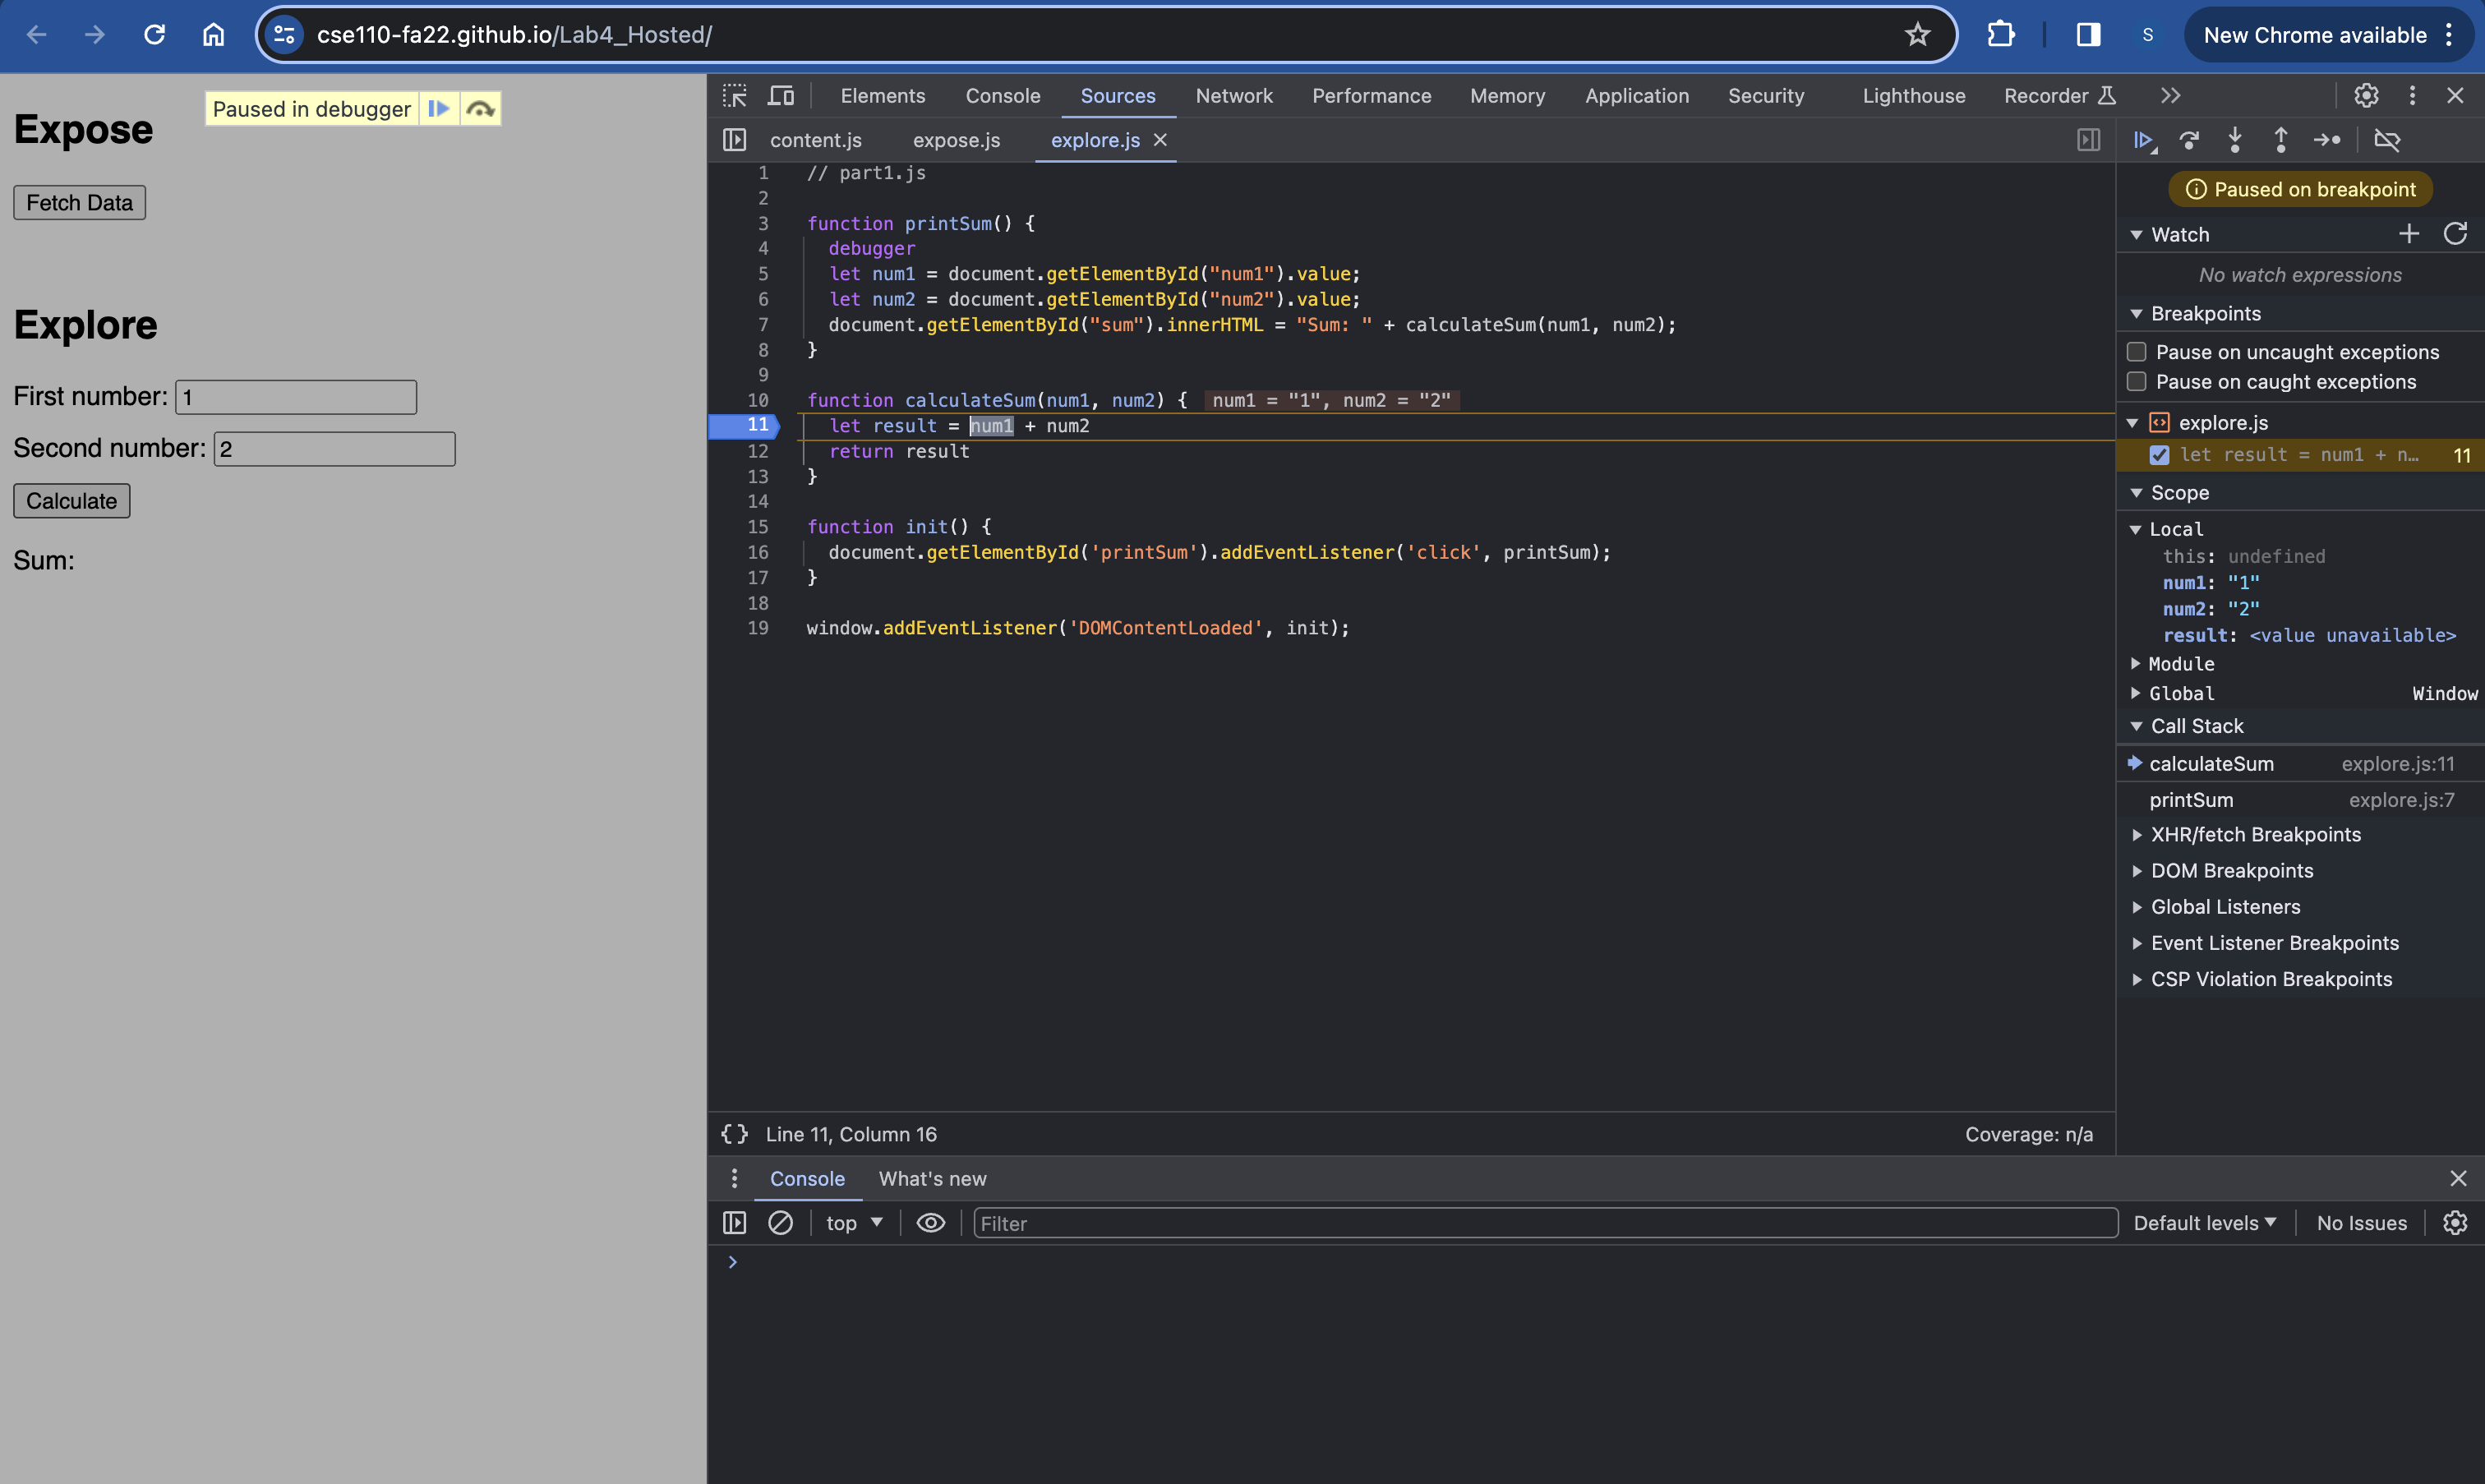 cse110-fa22.github.io/Lab4_Hosted/
S
New Chrome available
Paused in debugger
Expose
Fetch Data
Explore
First number: 1
Second number: 2
Calculate
Sum:
Elements Console Sources Network Performance Memory Application Security Lighthouse Recorder
content.js expose.js explore.js
1 // part1.js
2
3 function printSum() {
4 debugger
5 let num1 = document.getElementById("num1").value;
6 let num2 = document.getElementById("num2").value;
7 document.getElementById("sum").innerHTML = "Sum: " + calculateSum(num1, num2);
8 }
9
10 function calculateSum(num1, num2) { num1 = "1", num2 = "2"
11 let result = num1 + num2
12 return result
13 }
14
15 function init() {
16 document.getElementById('printSum').addEventListener('click', printSum);
17 }
18
19 window.addEventListener('DOMContentLoaded', init);
{} Line 11, Column 16 Coverage: n/a
Paused on breakpoint
Watch
No watch expressions
Breakpoints
Pause on uncaught exceptions
Pause on caught exceptions
explore.js
let result = num1 + n… 11
Scope
Local
this: undefined
num1: "1"
num2: "2"
result: <value unavailable>
Module
Global Window
Call Stack
calculateSum explore.js:11
printSum explore.js:7
XHR/fetch Breakpoints
DOM Breakpoints
Global Listeners
Event Listener Breakpoints
CSP Violation Breakpoints
Console What's new
top Filter Default levels No Issues